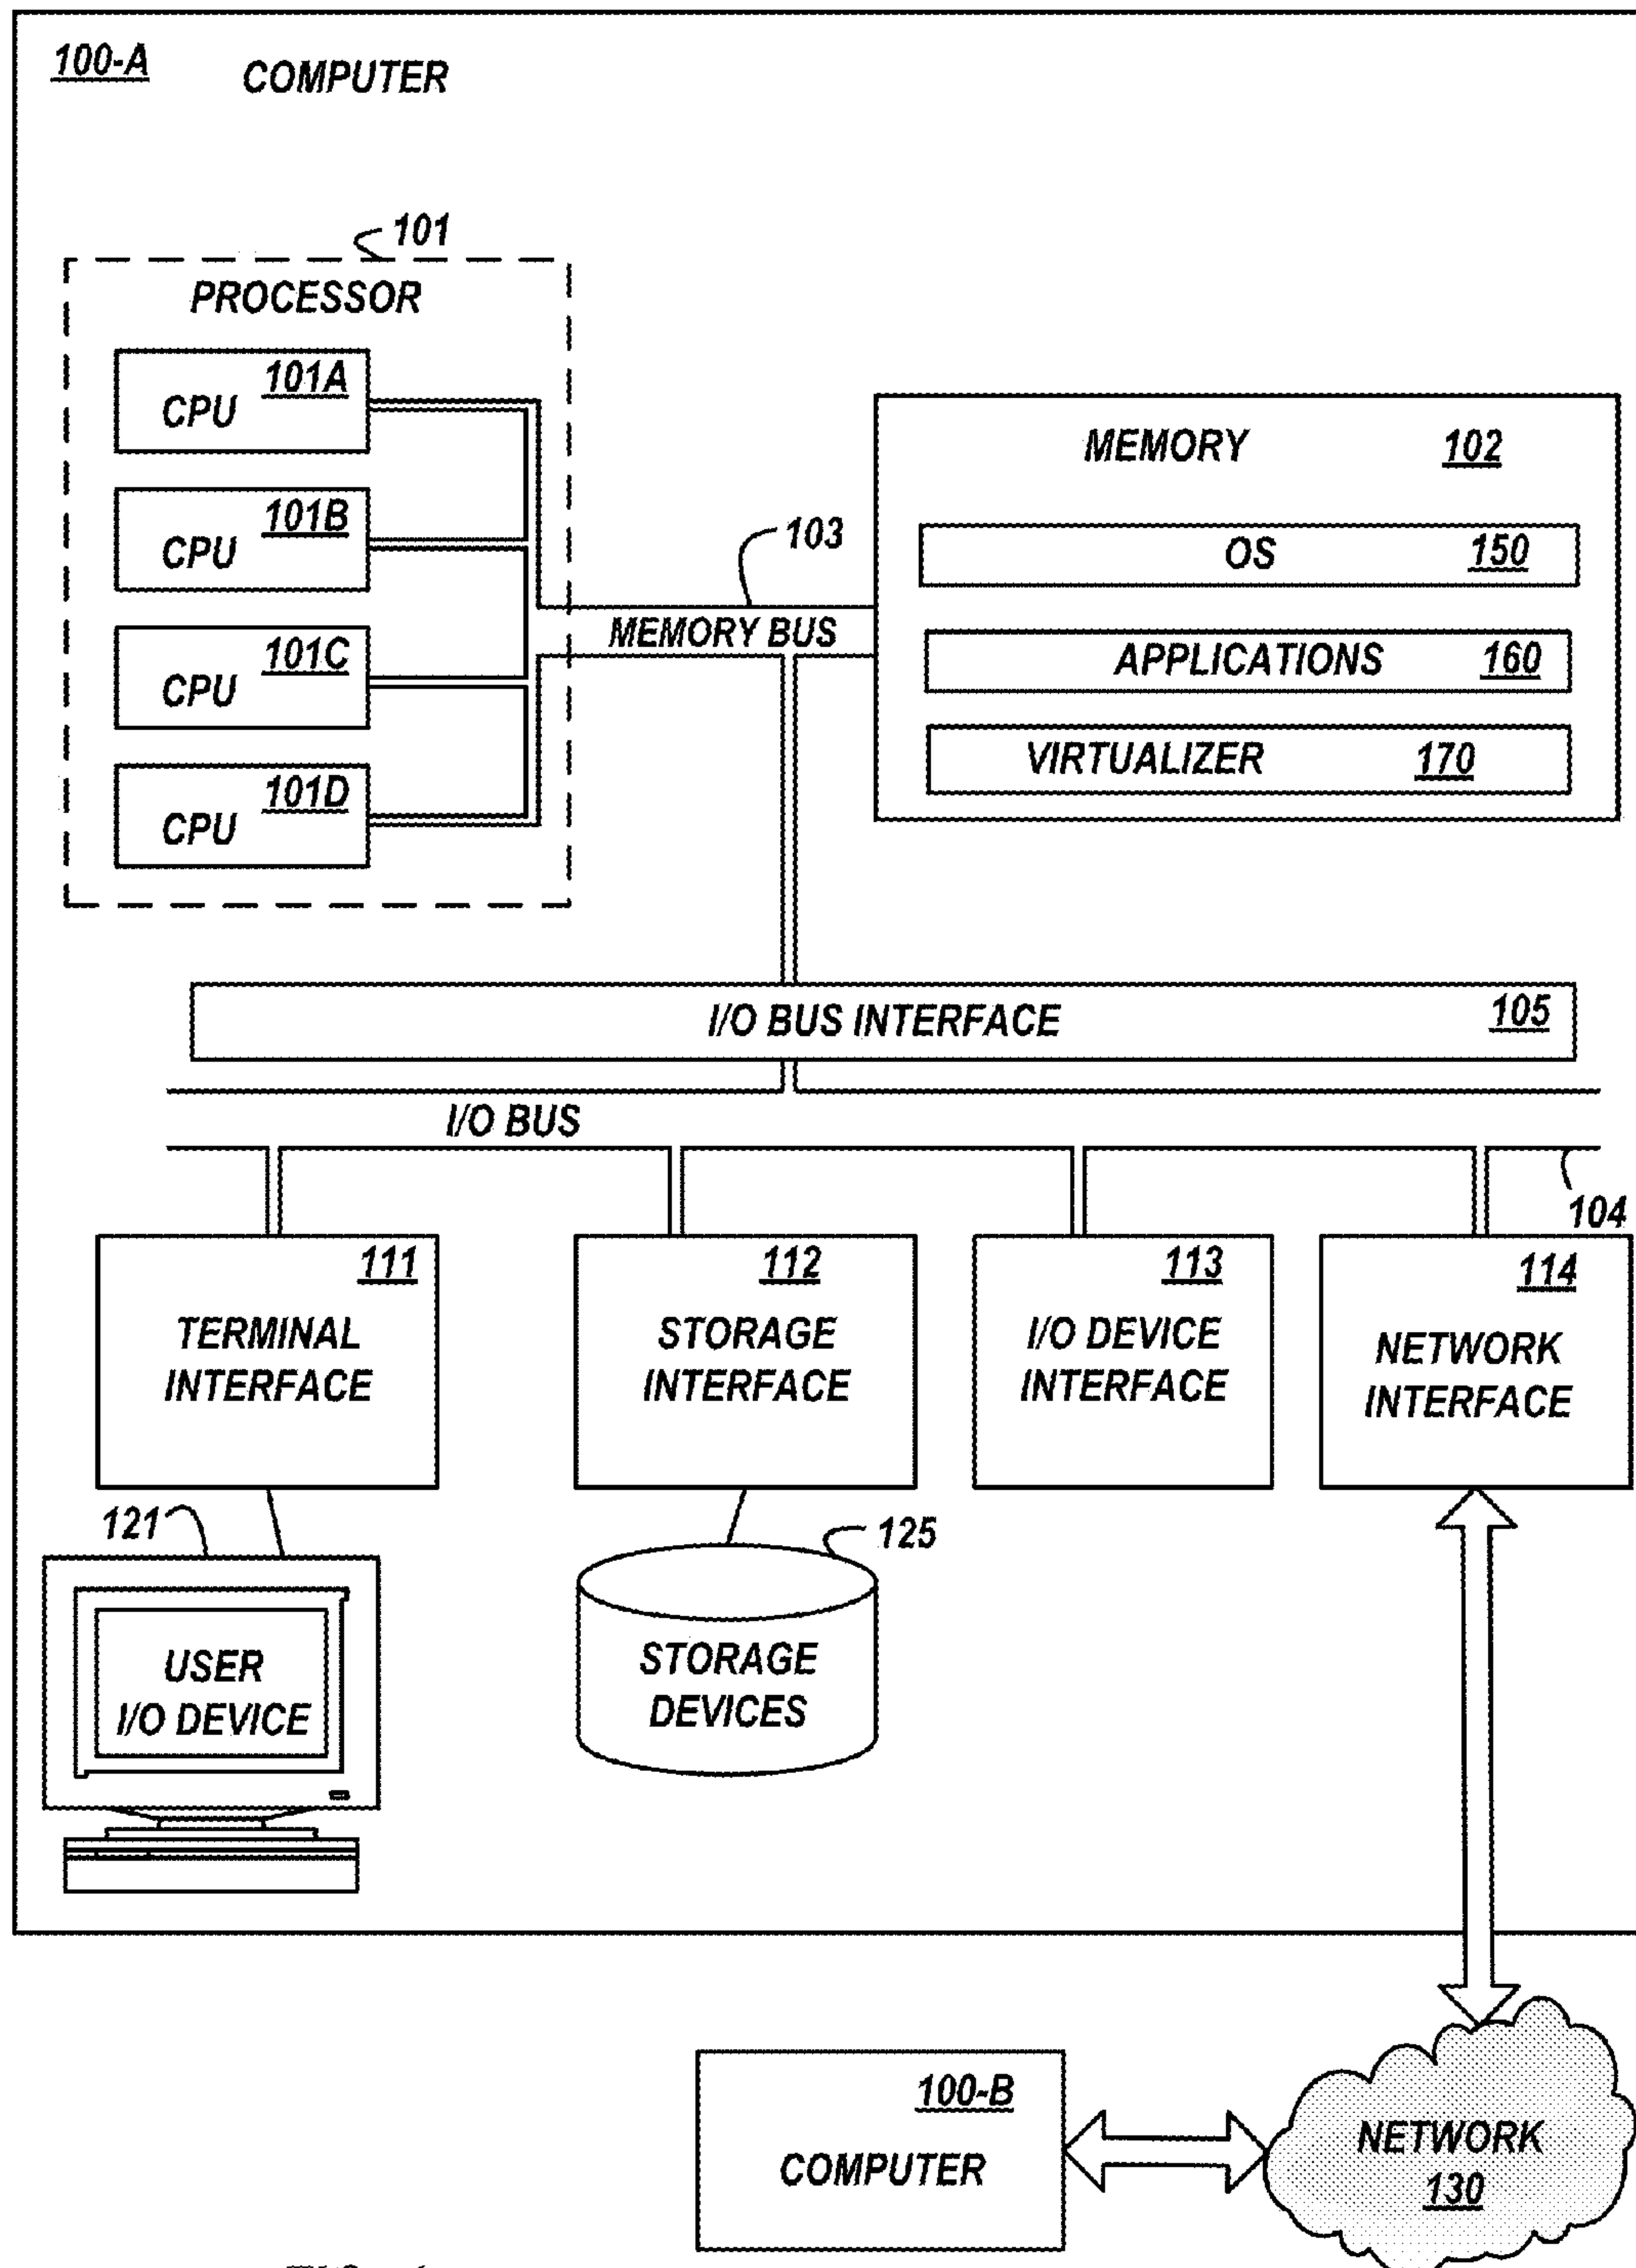 100-A COMPUTER
101
PROCESSOR
101A
CPU
101B
CPU
101C
CPU
101D
CPU
103
MEMORY BUS
MEMORY 102
OS 150
APPLICATIONS 160
VIRTUALIZER 170
I/O BUS INTERFACE 105
I/O BUS
104
111
TERMINAL
INTERFACE
112
STORAGE
INTERFACE
113
I/O DEVICE
INTERFACE
114
NETWORK
INTERFACE
121
USER
I/O DEVICE
125
STORAGE
DEVICES
100-B
COMPUTER
NETWORK
130